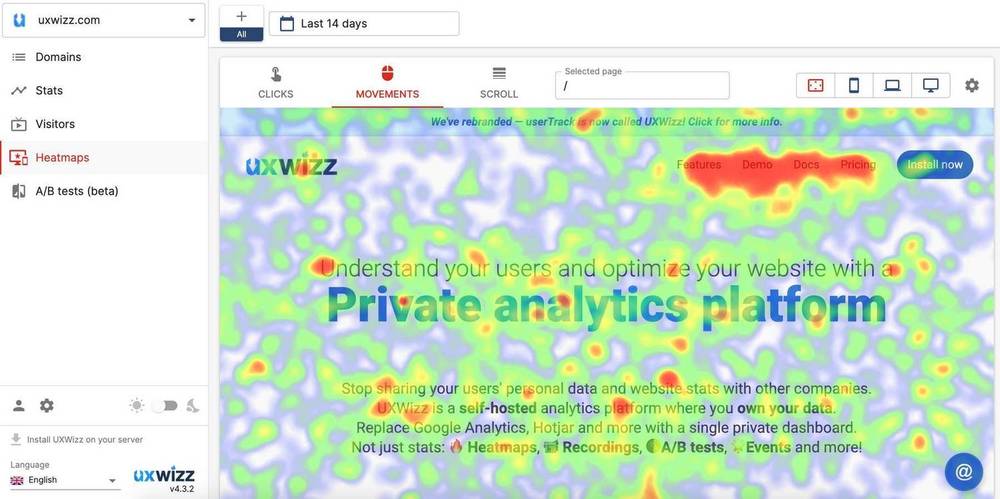 uxwizz.com
Domains
Stats
Visitors
Heatmaps
A/B tests (beta)
Install UXWizz on your server
Language
English
uxwizz
v4.3.2
+
All
Last 14 days
CLICKS
MOVEMENTS
SCROLL
Selected page
/
We've rebranded — userTrack is now called UXWizz! Click for more info.
uxwizz
Features Demo Docs Pricing Install now
Understand your users and optimize your website with a
Private analytics platform
Stop sharing your users' personal data and website stats with other companies.
UXWizz is a self-hosted analytics platform where you own your data.
Replace Google Analytics, Hotjar and more with a single private dashboard.
Not just stats: 🔥 Heatmaps, 📹 Recordings, 🌓 A/B tests, ✨ Events and more!
@